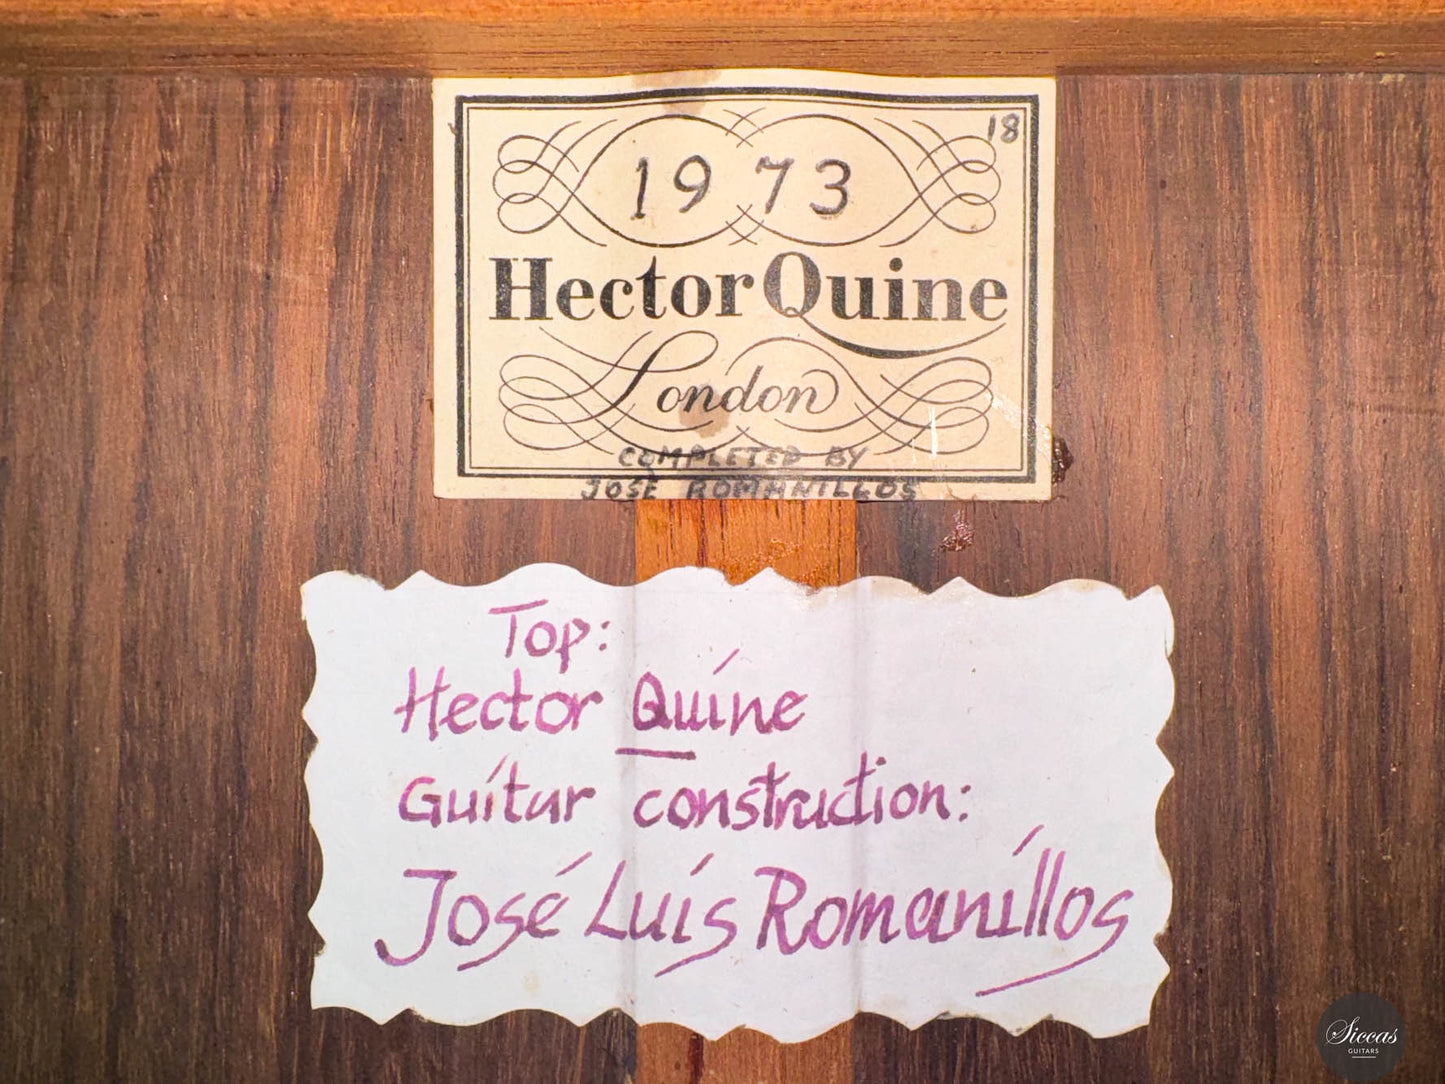 18
1973
Hector Quine
London
COMPLETED BY
JOSE ROMANILLOS
Top:
Hector Quine
Guitar construction:
José Luis Romanillos
Siccas
GUITARS